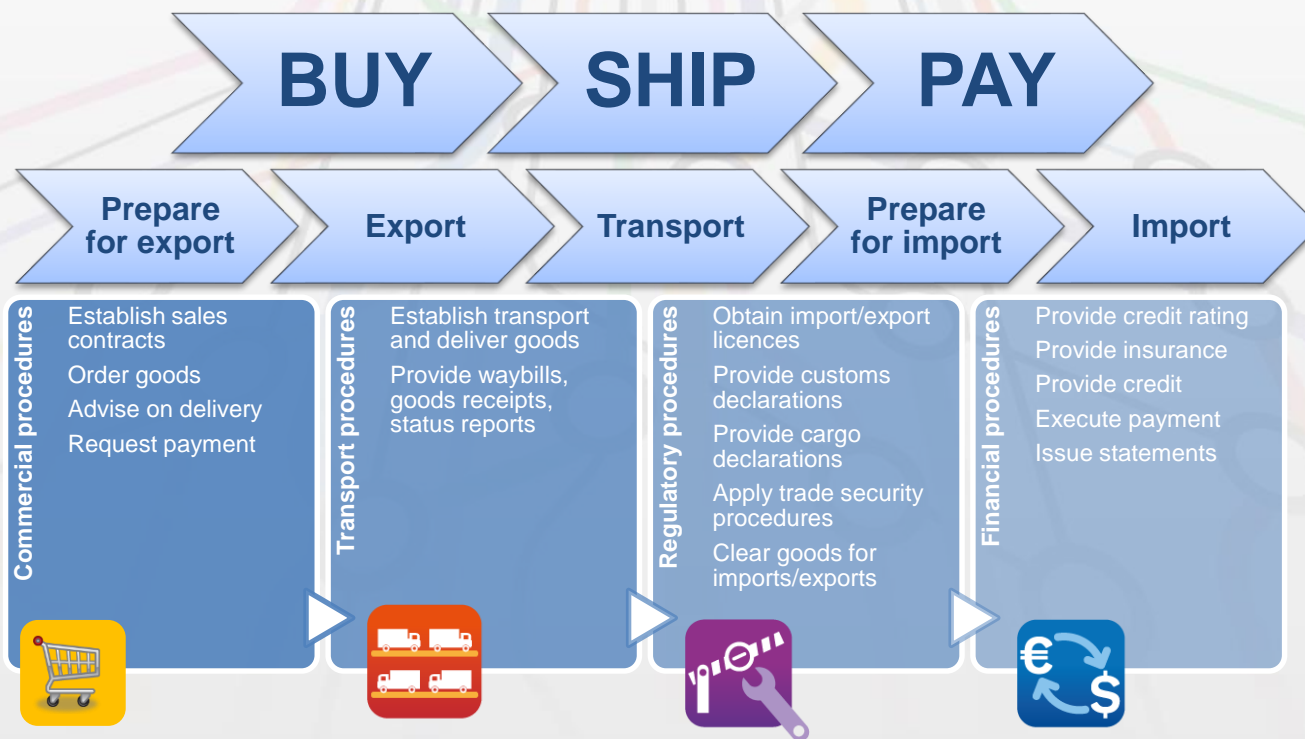 BUY
SHIP
PAY
Prepare
for export
Export
Transport
Prepare
for import
Import
Commercial procedures
Establish sales
contracts
Order goods
Advise on delivery
Request payment
Transport procedures
Establish transport
and deliver goods
Provide waybills,
goods receipts,
status reports
Regulatory procedures
Obtain import/export
licences
Provide customs
declarations
Provide cargo
declarations
Apply trade security
procedures
Clear goods for
imports/exports
Financial procedures
Provide credit rating
Provide insurance
Provide credit
Execute payment
Issue statements
€
$